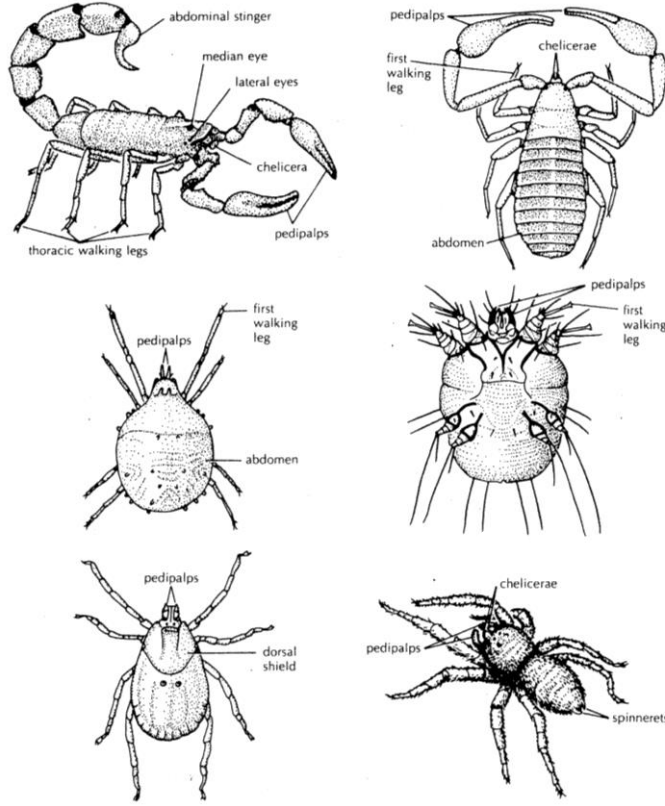 abdominal stinger
median eye
lateral eyes
chelicera
pedipalps
thoracic walking legs
pedipalps
chelicerae
first
walking
leg
abdomen
pedipalps
first
walking
leg
abdomen
pedipalps
first
walking
leg
pedipalps
dorsal
shield
chelicerae
pedipalps
spinnerets